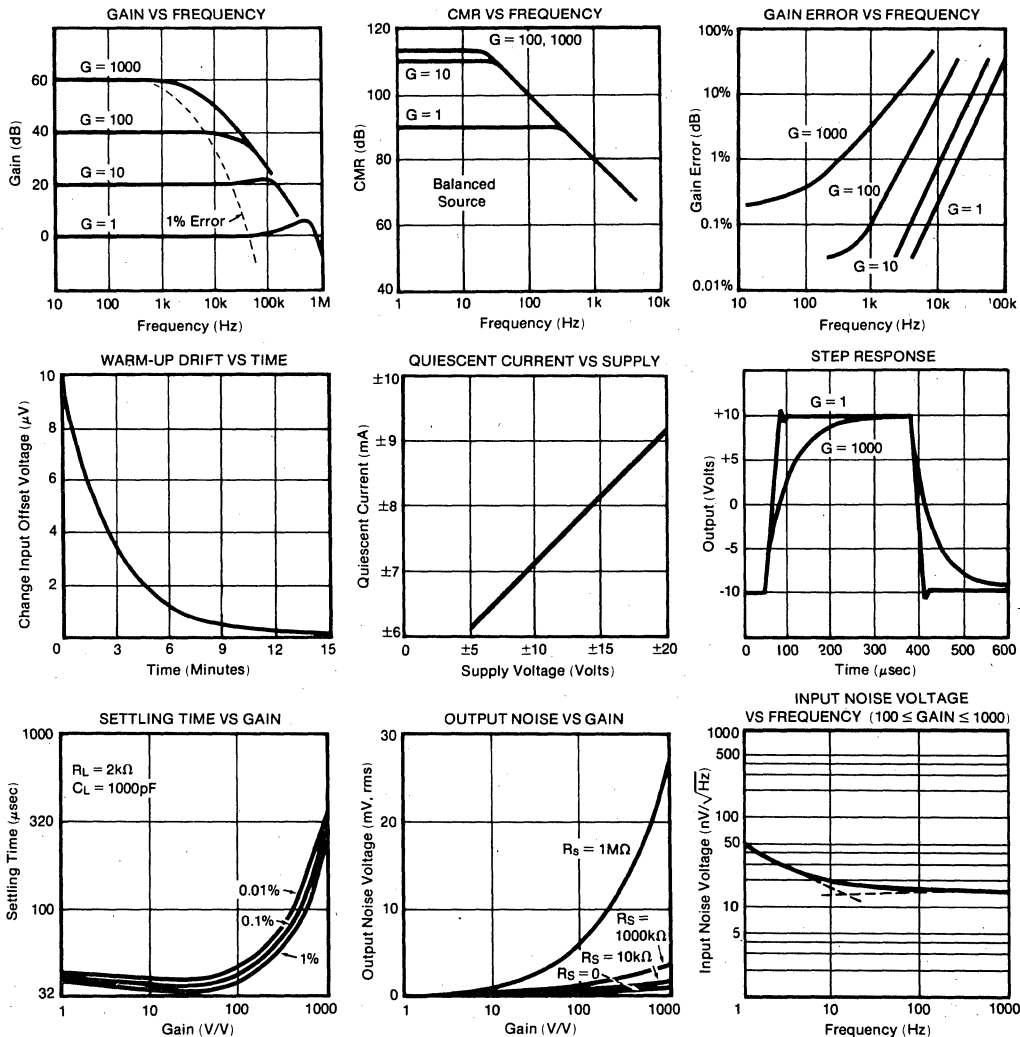 GAIN VS FREQUENCY
Gain (dB)
60
40
20
0
G = 1000
G = 100
G = 10
G = 1
1% Error
10 100 1k 10k 100k 1M
Frequency (Hz)
CMR VS FREQUENCY
CMR (dB)
120
100
80
60
40
G = 100, 1000
G = 10
G = 1
Balanced
Source
1 10 100 1k 10k
Frequency (Hz)
GAIN ERROR VS FREQUENCY
Gain Error (dB)
100%
10%
1%
0.1%
0.01%
G = 1000
G = 100
G = 1
G = 10
10 100 1k 10k 00k
Frequency (Hz)
WARM-UP DRIFT VS TIME
Change Input Offset Voltage (μV)
10
8
6
4
2
0 3 6 9 12 15
Time (Minutes)
QUIESCENT CURRENT VS SUPPLY
Quiescent Current (mA)
±10
±9
±8
±7
±6
0 ±5 ±10 ±15 ±20
Supply Voltage (Volts)
STEP RESPONSE
Output (Volts)
+10
+5
0
-5
-10
G = 1
G = 1000
0 100 200 300 400 500 600
Time (μsec)
SETTLING TIME VS GAIN
Settling Time (μsec)
1000
320
100
32
RL = 2kΩ
CL = 1000pF
0.01%
0.1%
1%
1 10 100 1000
Gain (V/V)
OUTPUT NOISE VS GAIN
Output Noise Voltage (mV, rms)
30
20
10
0
RS = 1MΩ
RS =
1000kΩ
RS = 10kΩ
RS = 0
1 10 100 1000
Gain (V/V)
INPUT NOISE VOLTAGE
VS FREQUENCY (100 ≤ GAIN ≤ 1000)
Input Noise Voltage (nV/√Hz)
1000
500
100
50
10
5
1
1 10 100 1000
Frequency (Hz)